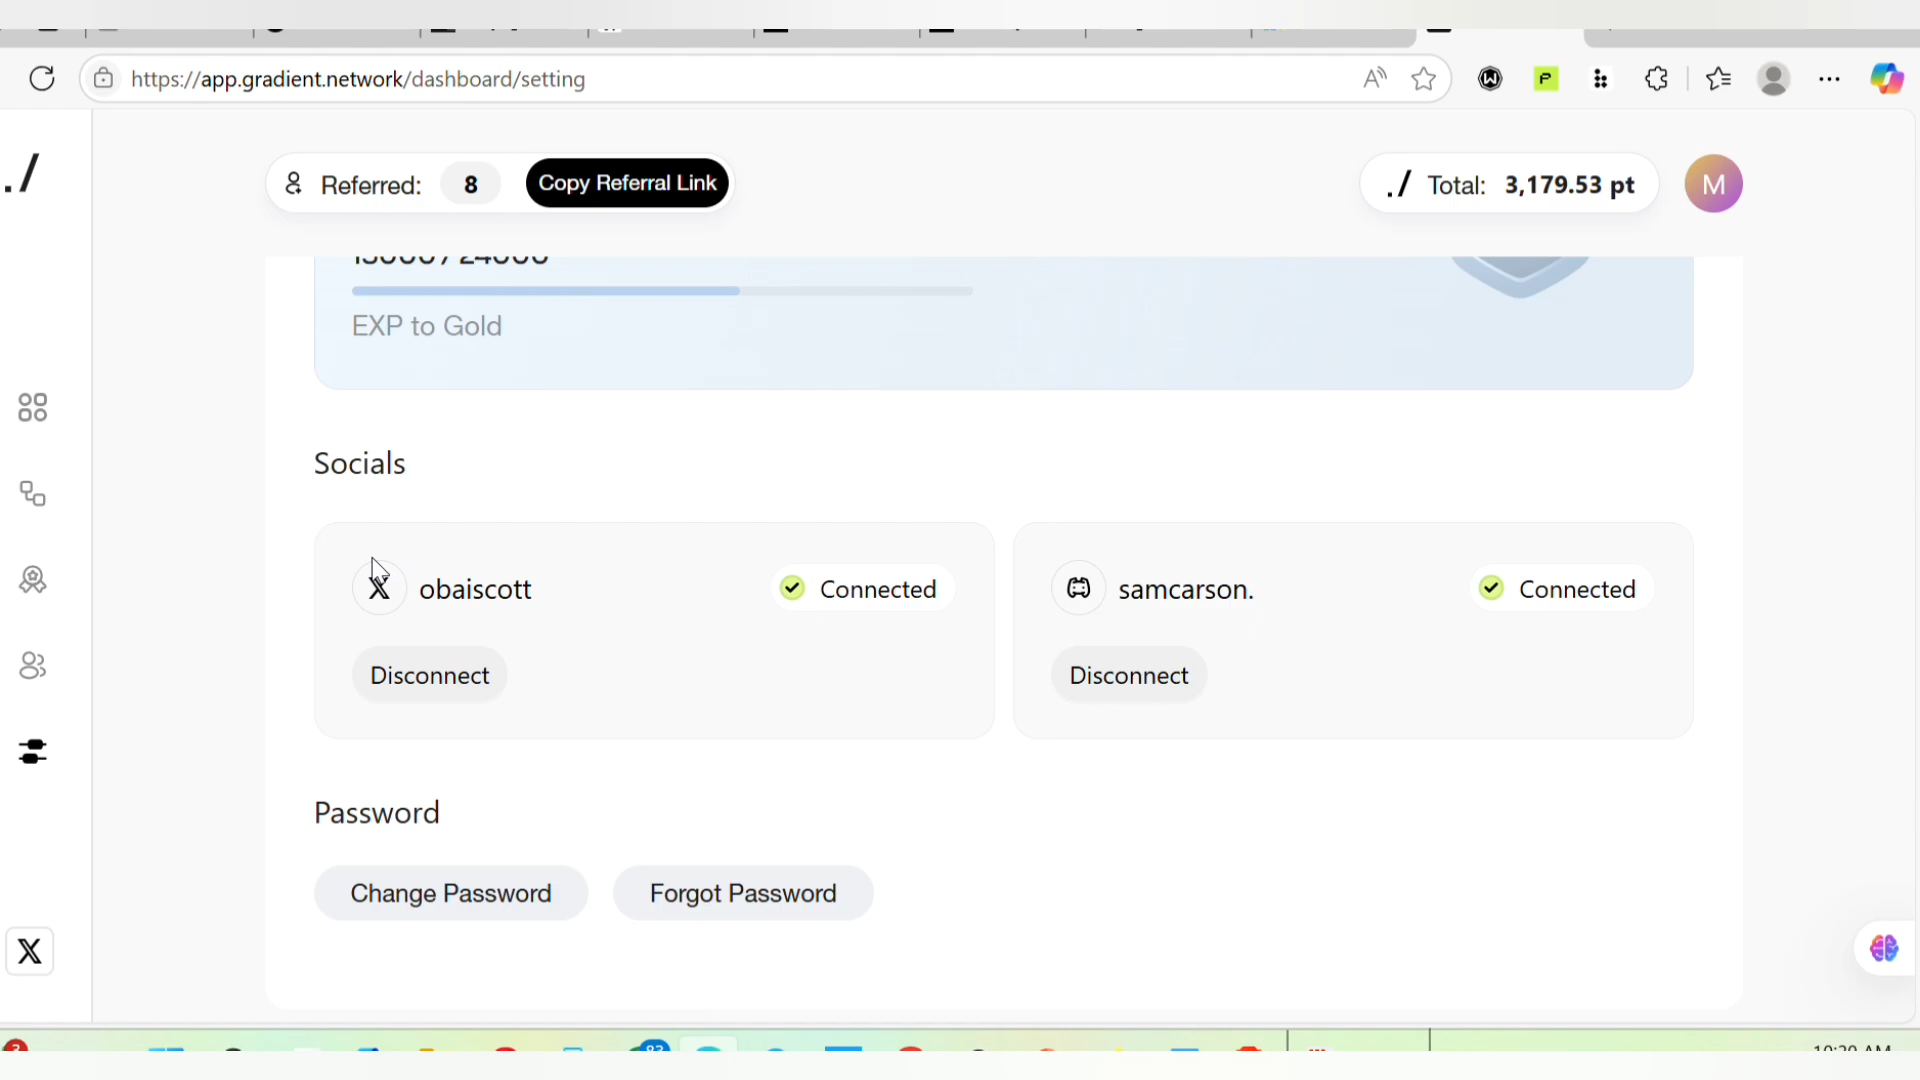 https://app.gradient.network/dashboard/setting
Referred: 8 Copy Referral Link
./ Total: 3,179.53 pt M
EXP to Gold
Socials
obaiscott Connected
samcarson. Connected
Disconnect
Disconnect
Password
Change Password Forgot Password